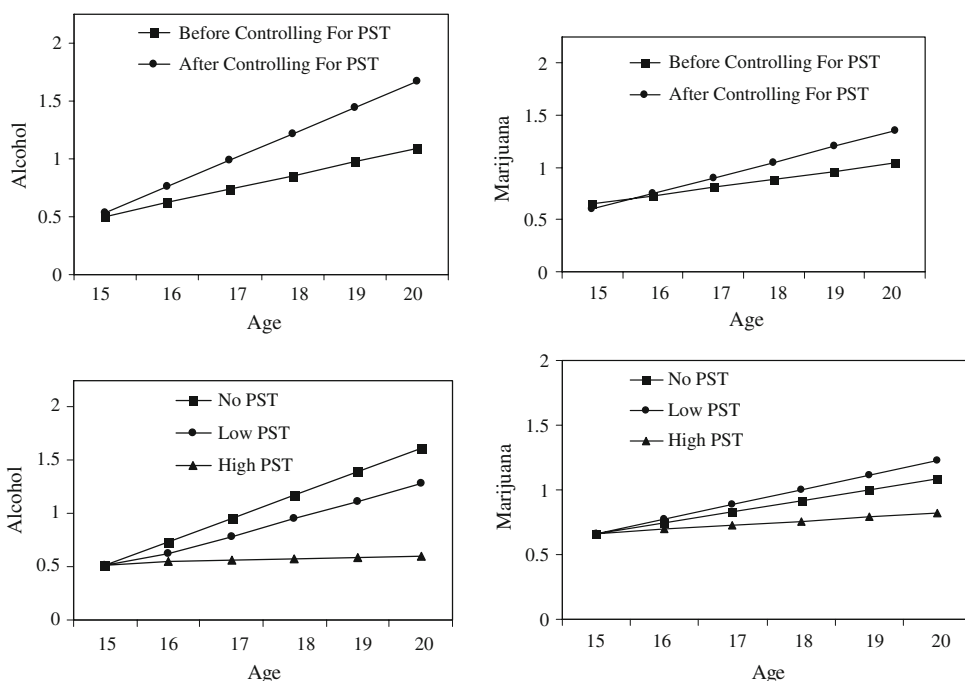 Before Controlling For PST
After Controlling For PST
2
1.5
1
0.5
0
Alcohol
15 16 17 18 19 20
Age
Before Controlling For PST
After Controlling For PST
2
1.5
1
0.5
0
Marijuana
15 16 17 18 19 20
Age
No PST
Low PST
High PST
2
1.5
1
0.5
0
Alcohol
15 16 17 18 19 20
Age
No PST
Low PST
High PST
2
1.5
1
0.5
0
Marijuana
15 16 17 18 19 20
Age